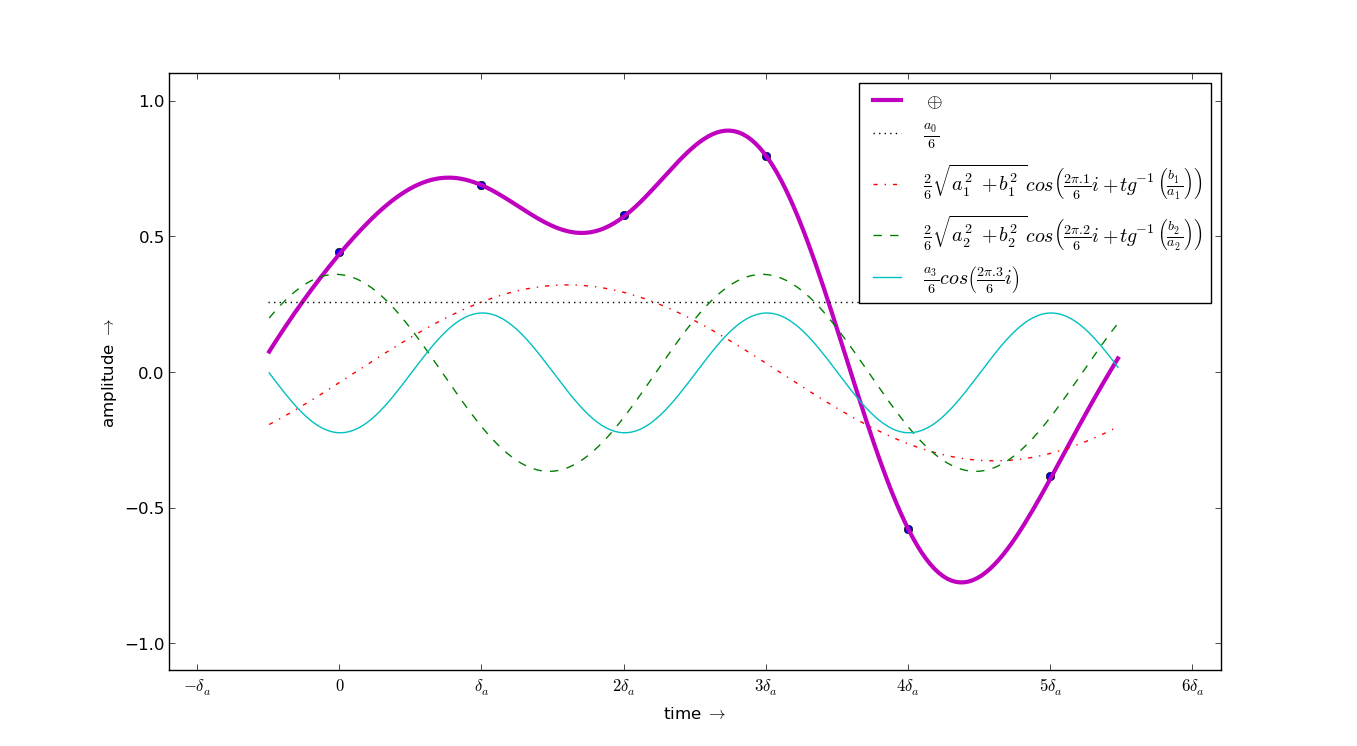 1.0
0.5
0.0
−0.5
−1.0
amplitude →
−δₐ 0 δₐ 2δₐ 3δₐ 4δₐ 5δₐ 6δₐ
time →
⊕
a₀/6
2/6 √(a₁² + b₁²) cos(2π.1/6 i + tg⁻¹(b₁/a₁))
2/6 √(a₂² + b₂²) cos(2π.2/6 i + tg⁻¹(b₂/a₂))
a₃/6 cos(2π.3/6 i)